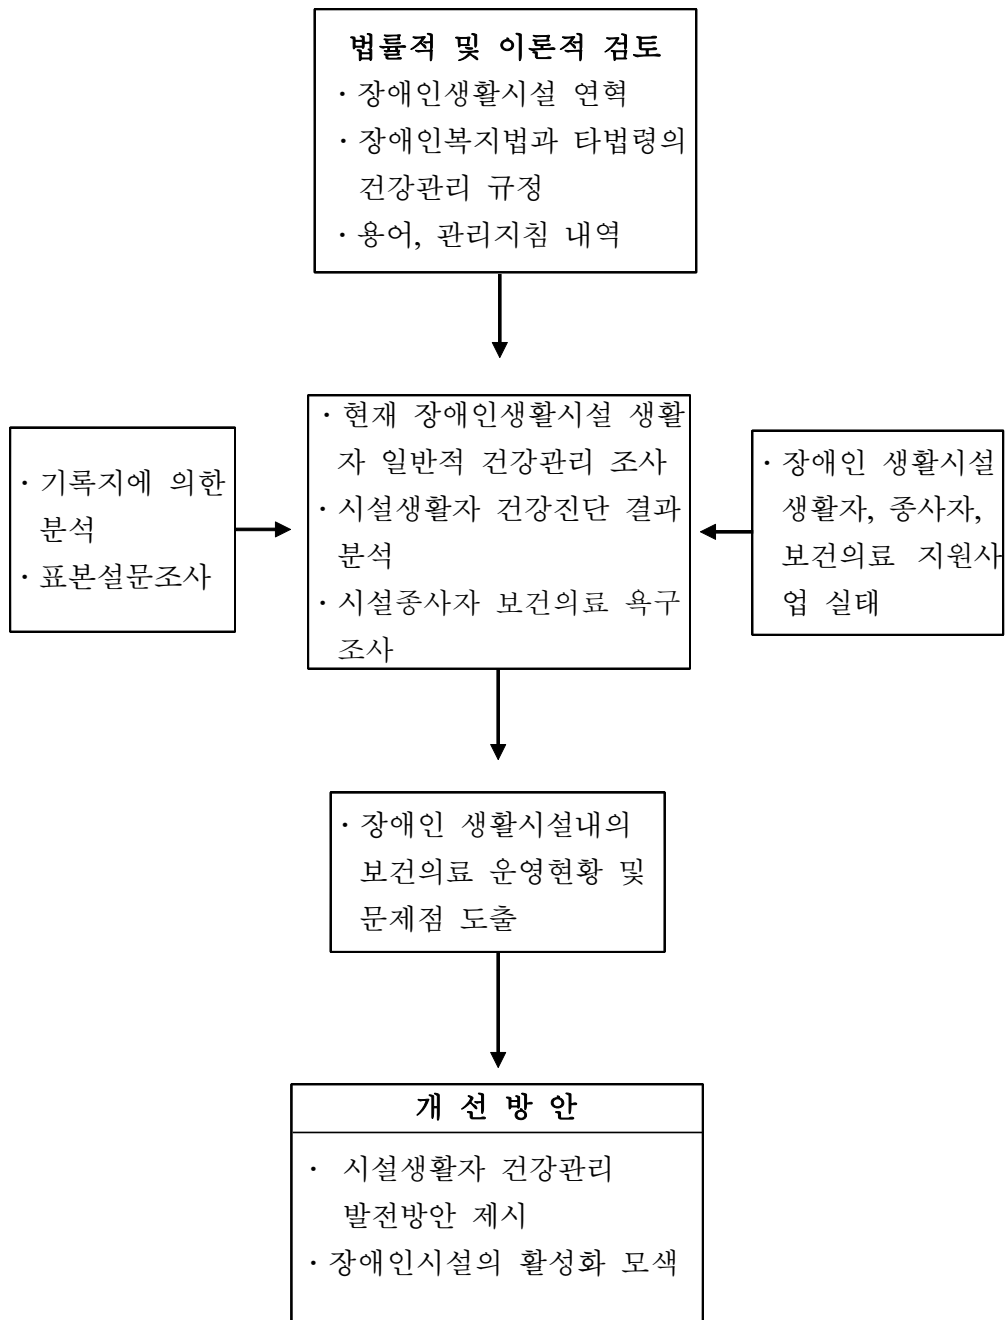 법률적 및 이론적 검토
· 장애인생활시설 연혁
· 장애인복지법과 타법령의
건강관리 규정
· 용어, 관리지침 내역
· 기록지에 의한
분석
· 표본설문조사
· 현재 장애인생활시설 생활
자 일반적 건강관리 조사
· 시설생활자 건강진단 결과
분석
· 시설종사자 보건의료 욕구
조사
· 장애인 생활시설
생활자, 종사자,
보건의료 지원사
업 실태
· 장애인 생활시설내의
보건의료 운영현황 및
문제점 도출
개 선 방 안
· 시설생활자 건강관리
발전방안 제시
· 장애인시설의 활성화 모색